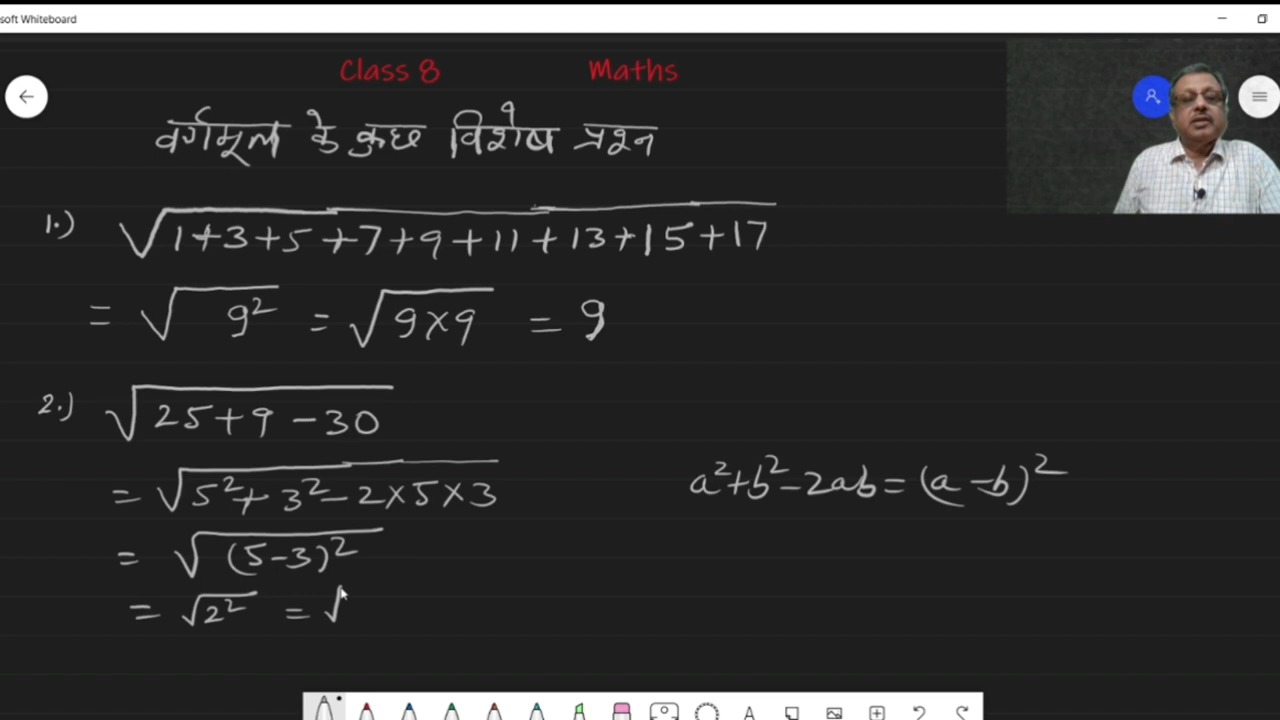 soft Whiteboard
Class 8 Maths
वर्गमूल के कुछ विशेष प्रश्न
1.) √(1+3+5+7+9+11+13+15+17)
= √(9²) = √(9×9) = 9
2.) √(25+9-30)
= √(5²+3²-2×5×3) a²+b²-2ab=(a-b)²
= √((5-3)²)
= √(2²) = √